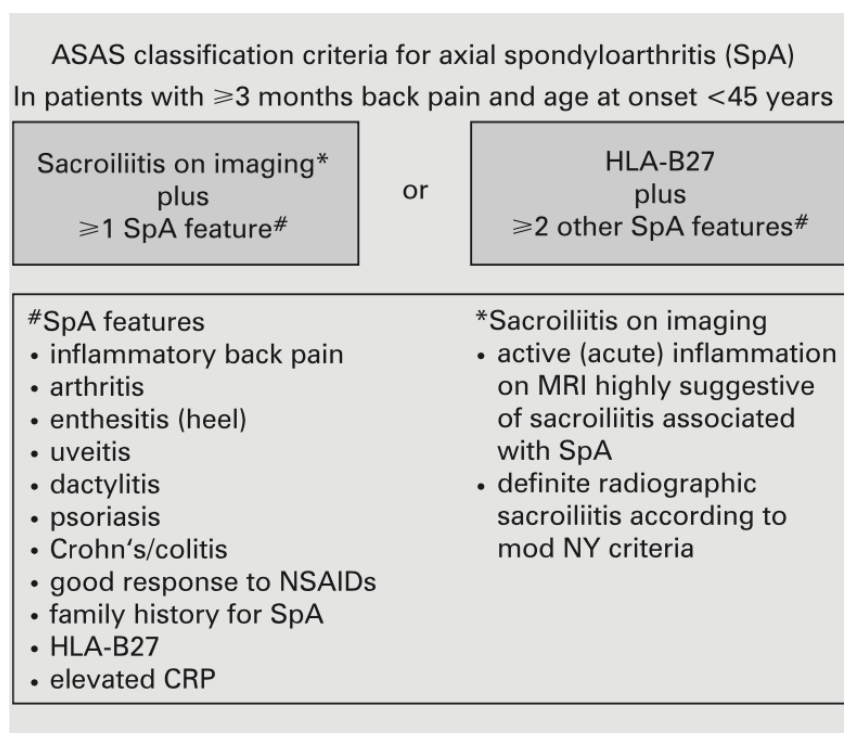 ASAS classification criteria for axial spondyloarthritis (SpA)
In patients with ⩾3 months back pain and age at onset <45 years
Sacroiliitis on imaging*
plus
⩾1 SpA feature#
or
HLA-B27
plus
⩾2 other SpA features#
#SpA features
• inflammatory back pain
• arthritis
• enthesitis (heel)
• uveitis
• dactylitis
• psoriasis
• Crohn‘s/colitis
• good response to NSAIDs
• family history for SpA
• HLA-B27
• elevated CRP
*Sacroiliitis on imaging
• active (acute) inflammation
on MRI highly suggestive
of sacroiliitis associated
with SpA
• definite radiographic
sacroiliitis according to
mod NY criteria